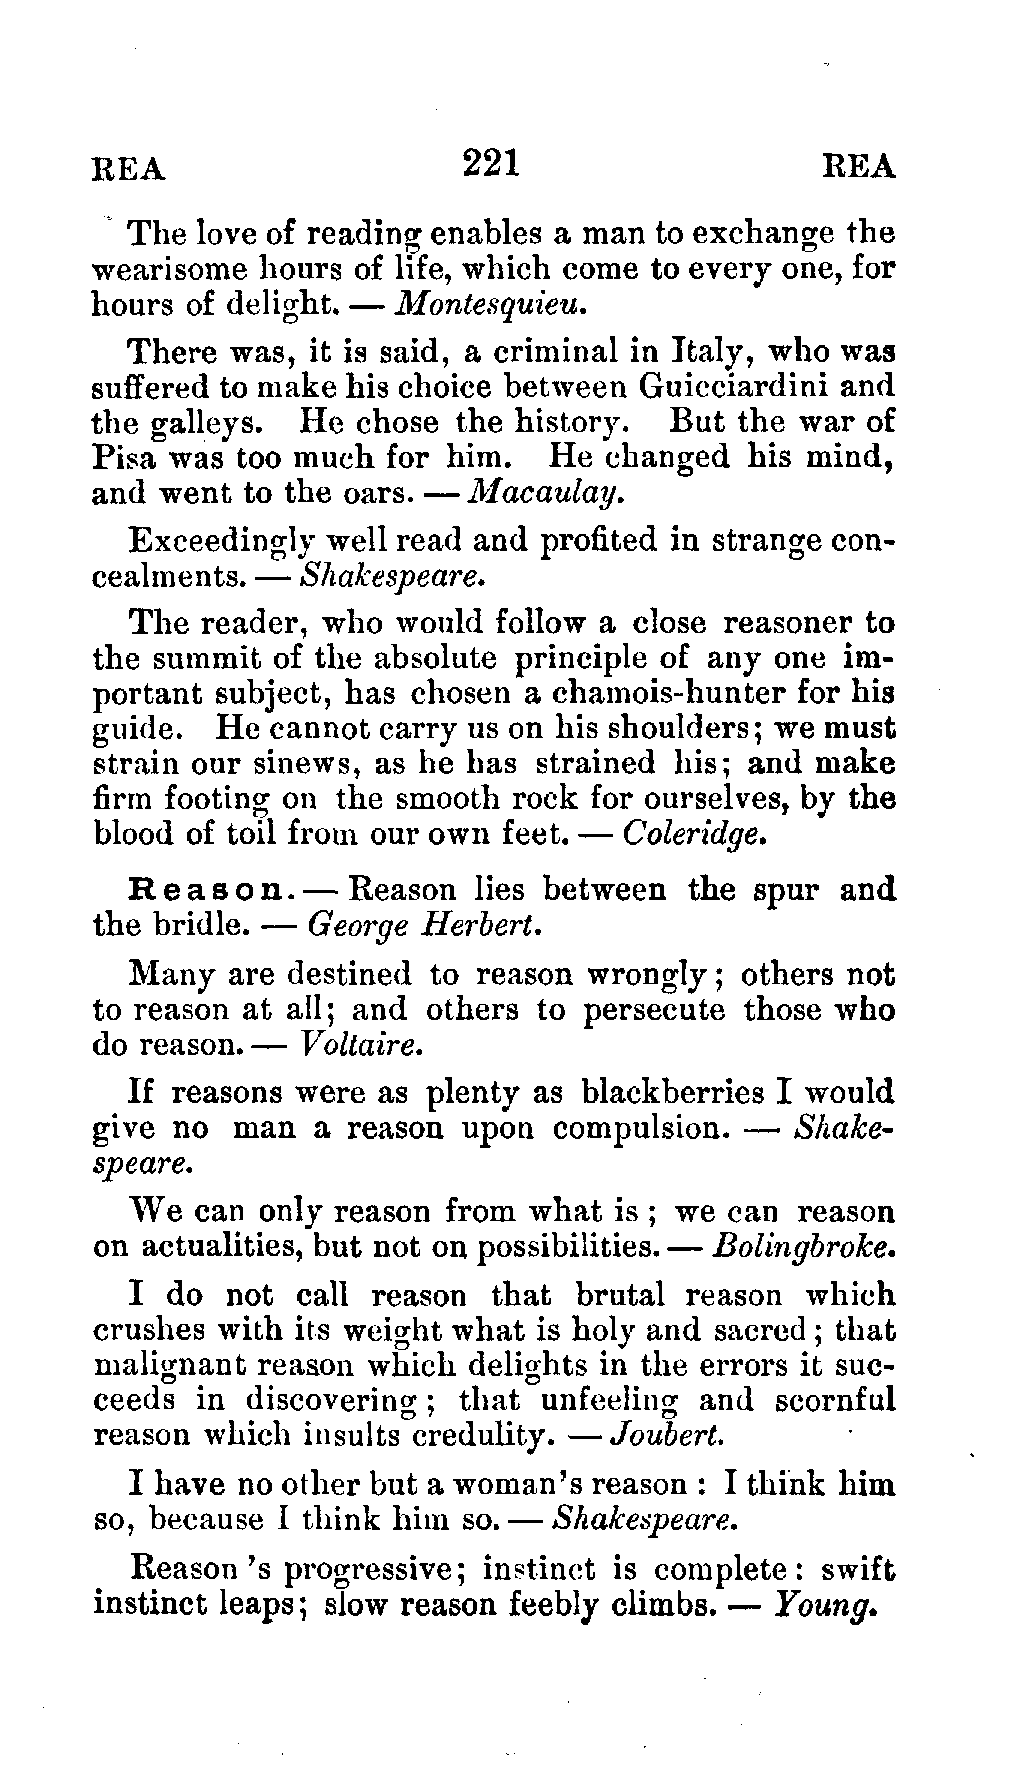 REA 221 REA
The love of reading enables a man to exchange the
wearisome hours of life, which come to every one, for
hours of delight. — Montesquieu.
There was, it is said, a criminal in Italy, who was
suffered to make his choice between Guicciardini and
the galleys. He chose the history. But the war of
Pisa was too much for him. He changed his mind,
and went to the oars. — Macaulay.
Exceedingly well read and profited in strange con-
cealments. — Shakespeare.
The reader, who would follow a close reasoner to
the summit of the absolute principle of any one im-
portant subject, has chosen a chamois-hunter for his
guide. He cannot carry us on his shoulders; we must
strain our sinews, as he has strained his; and make
firm footing on the smooth rock for ourselves, by the
blood of toil from our own feet. — Coleridge.
Reason. — Reason lies between the spur and
the bridle. — George Herbert.
Many are destined to reason wrongly; others not
to reason at all; and others to persecute those who
do reason. — Voltaire.
If reasons were as plenty as blackberries I would
give no man a reason upon compulsion. — Shake-
speare.
We can only reason from what is; we can reason
on actualities, but not on possibilities. — Bolingbroke.
I do not call reason that brutal reason which
crushes with its weight what is holy and sacred; that
malignant reason which delights in the errors it suc-
ceeds in discovering; that unfeeling and scornful
reason which insults credulity. — Joubert.
I have no other but a woman's reason: I think him
so, because I think him so. — Shakespeare.
Reason 's progressive; instinct is complete: swift
instinct leaps; slow reason feebly climbs. — Young.